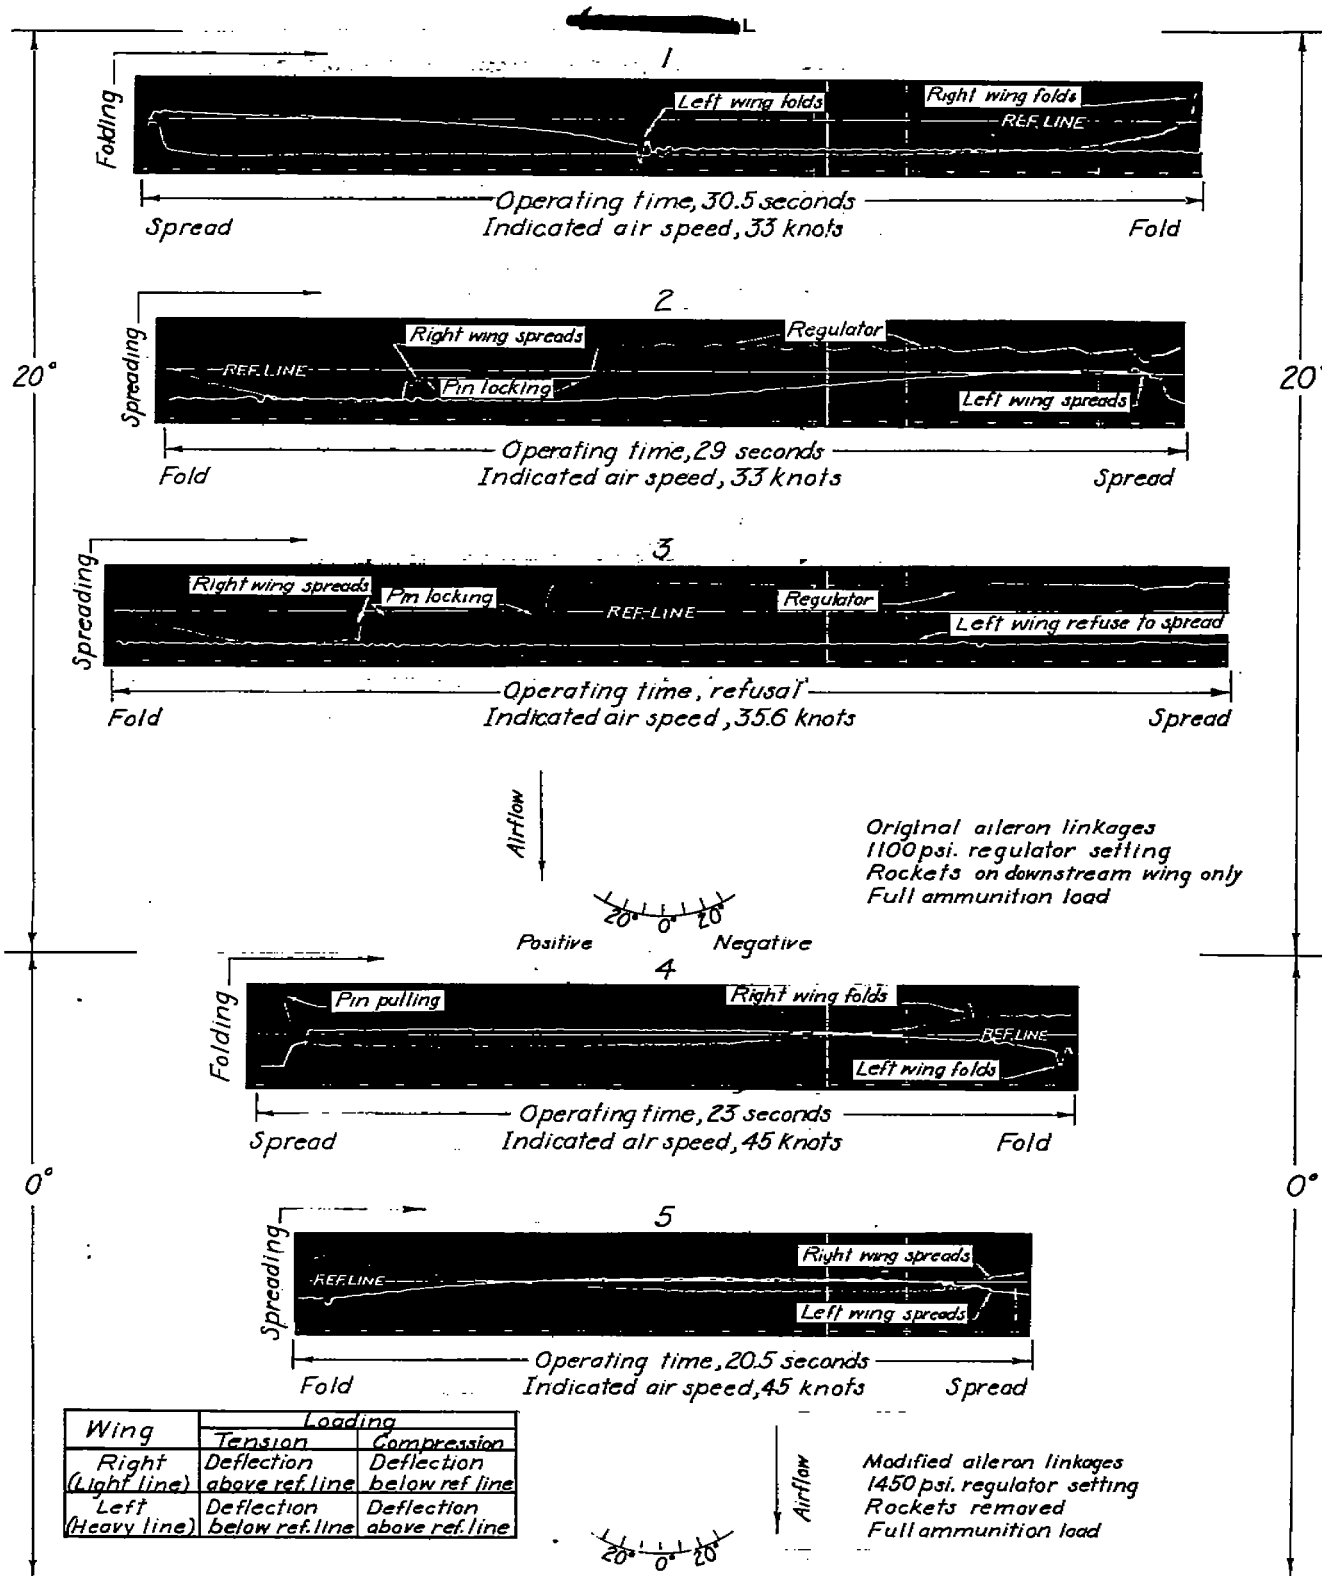 L
1
Folding
Left wing folds
Right wing folds
REF. LINE
Operating time, 30.5 seconds
Spread
Indicated air speed, 33 knots
Fold
2
Spreading
Right wing spreads
Regulator
REF. LINE
Pin locking
Left wing spreads
20°
20°
Operating time, 29 seconds
Fold
Indicated air speed, 33 knots
Spread
3
Spreading
Right wing spreads
Pin locking
REF. LINE
Regulator
Left wing refuse to spread
Operating time, refusal
Fold
Indicated air speed, 35.6 knots
Spread
Airflow
Original aileron linkages
1100 psi. regulator setting
Rockets on downstream wing only
Full ammunition load
20° 0° 20°
Positive
Negative
4
Folding
Pin pulling
Right wing folds
REF. LINE
Left wing folds
Operating time, 23 seconds
Spread
Indicated air speed, 45 Knots
Fold
0°
0°
5
Spreading
Right wing spreads
REF. LINE
Left wing spreads
Operating time, 20.5 seconds
Fold
Indicated air speed, 45 knots
Spread
Wing
Loading
Tension
Compression
Right (Light line)
Deflection above ref. line
Deflection below ref line
Left (Heavy line)
Deflection below ref. line
Deflection above ref. line
Airflow
Modified aileron linkages
1450 psi. regulator setting
Rockets removed
Full ammunition load
20° 0° 20°